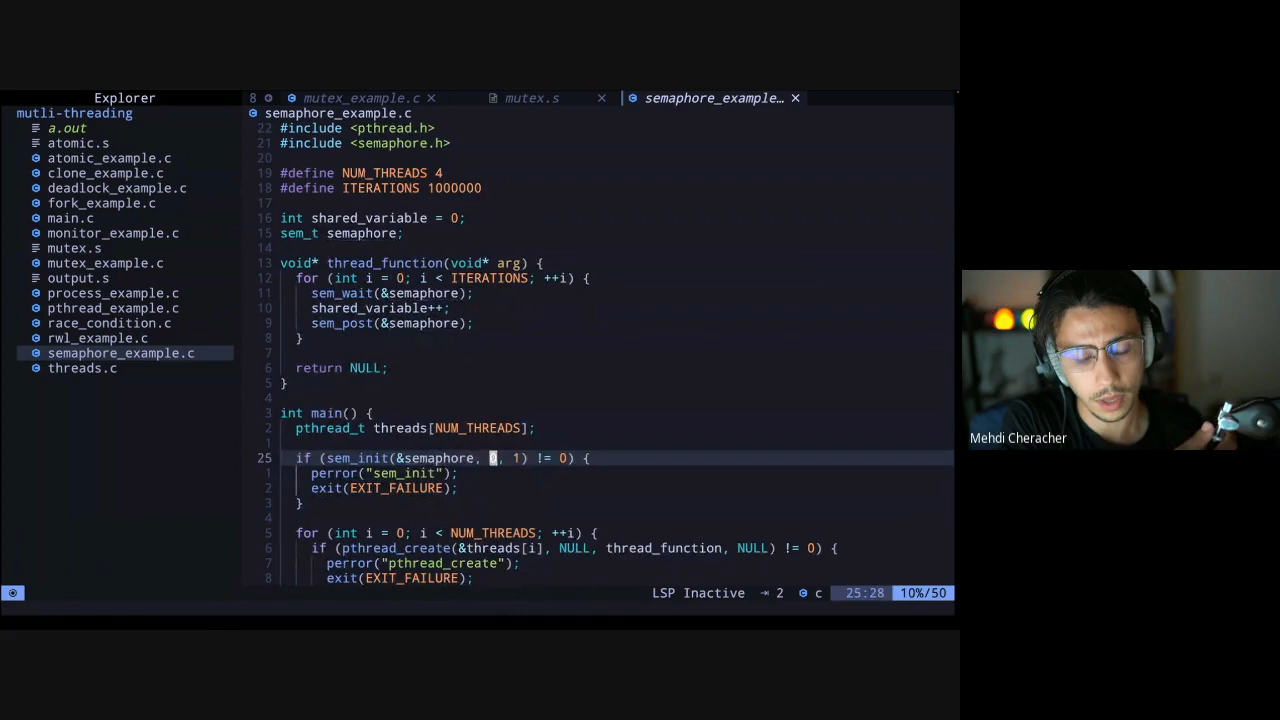 Explorer
mutli-threading
a.out
atomic.s
atomic_example.c
clone_example.c
deadlock_example.c
fork_example.c
main.c
monitor_example.c
mutex.s
mutex_example.c
output.s
process_example.c
pthread_example.c
race_condition.c
rwl_example.c
semaphore_example.c
threads.c
8 mutex_example.c mutex.s semaphore_example…
semaphore_example.c
22 #include <pthread.h>
21 #include <semaphore.h>
20
19 #define NUM_THREADS 4
18 #define ITERATIONS 1000000
17
16 int shared_variable = 0;
15 sem_t semaphore;
14
13 void* thread_function(void* arg) {
12 for (int i = 0; i < ITERATIONS; ++i) {
11 sem_wait(&semaphore);
10 shared_variable++;
9 sem_post(&semaphore);
8 }
7
6 return NULL;
5 }
4
3 int main() {
2 pthread_t threads[NUM_THREADS];
1
25 if (sem_init(&semaphore, 0, 1) != 0) {
1 perror("sem_init");
2 exit(EXIT_FAILURE);
3 }
4
5 for (int i = 0; i < NUM_THREADS; ++i) {
6 if (pthread_create(&threads[i], NULL, thread_function, NULL) != 0) {
7 perror("pthread_create");
8 exit(EXIT_FAILURE);
LSP Inactive ⇥ 2 c 25:28 10%/50
Mehdi Cheracher